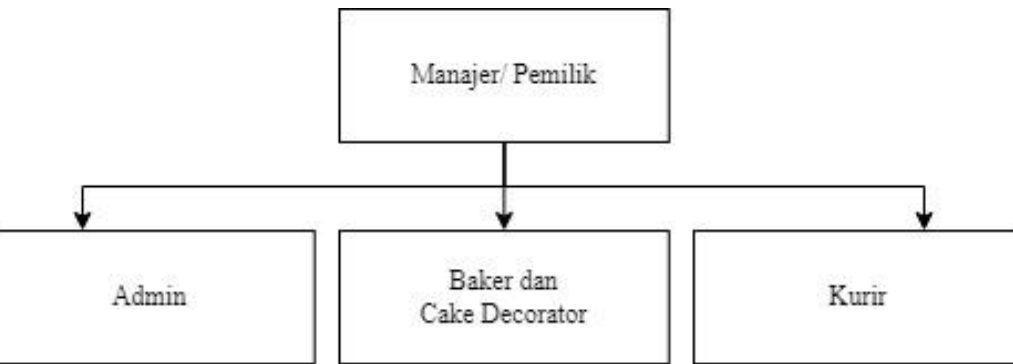 Manajer/ Pemilik
Admin
Baker dan
Cake Decorator
Kurir